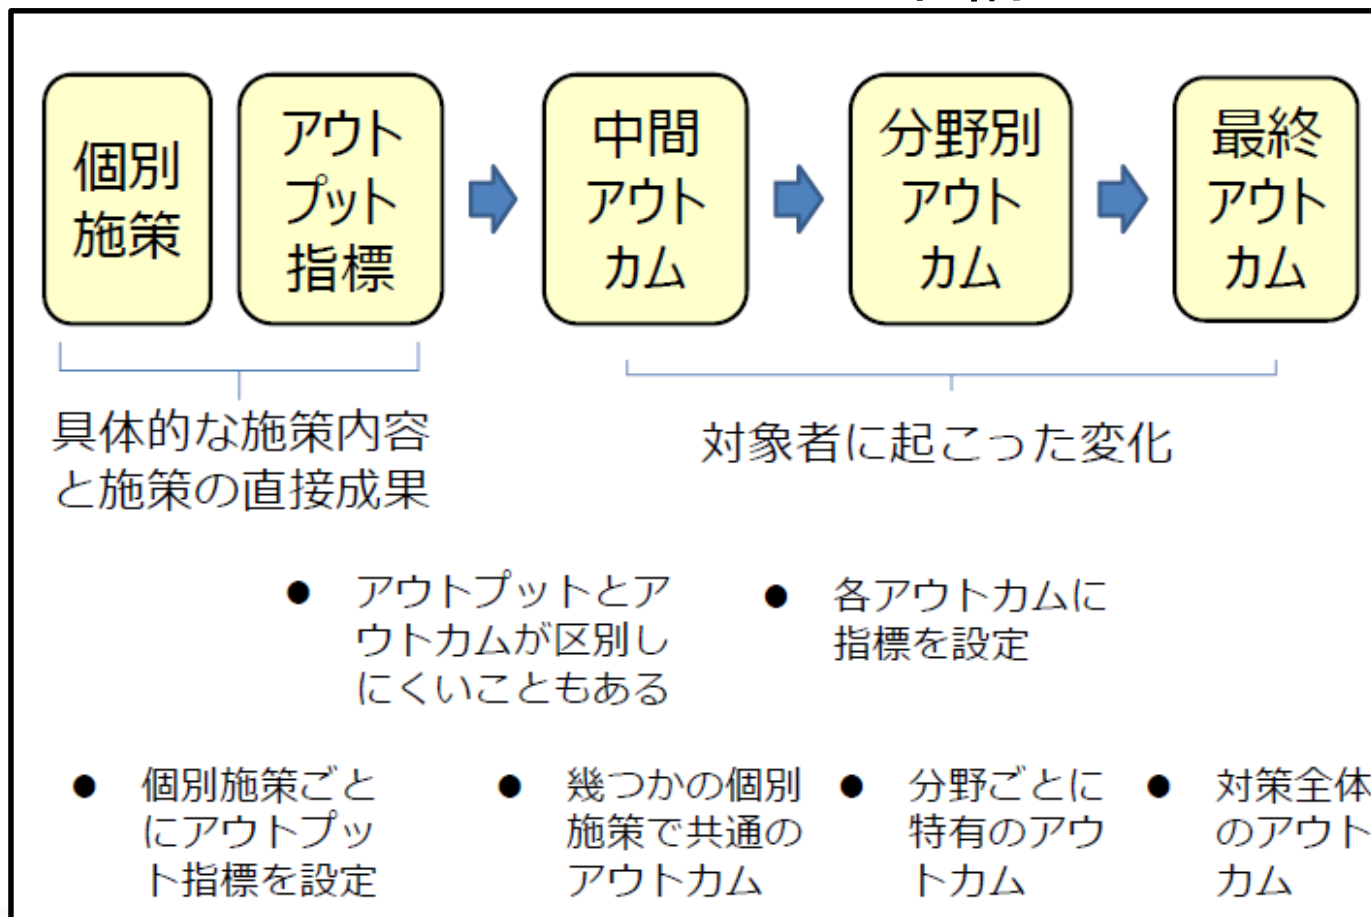 個別
施策
アウト
プット
指標
中間
アウト
カム
分野別
アウト
カム
最終
アウト
カム
具体的な施策内容
と施策の直接成果
対象者に起こった変化
● アウトプットとア
ウトカムが区別し
にくいこともある
● 各アウトカムに
指標を設定
● 個別施策ごと
にアウトプッ
ト指標を設定
● 幾つかの個別
施策で共通の
アウトカム
● 分野ごとに
特有のアウ
トカム
● 対策全体
のアウト
カム